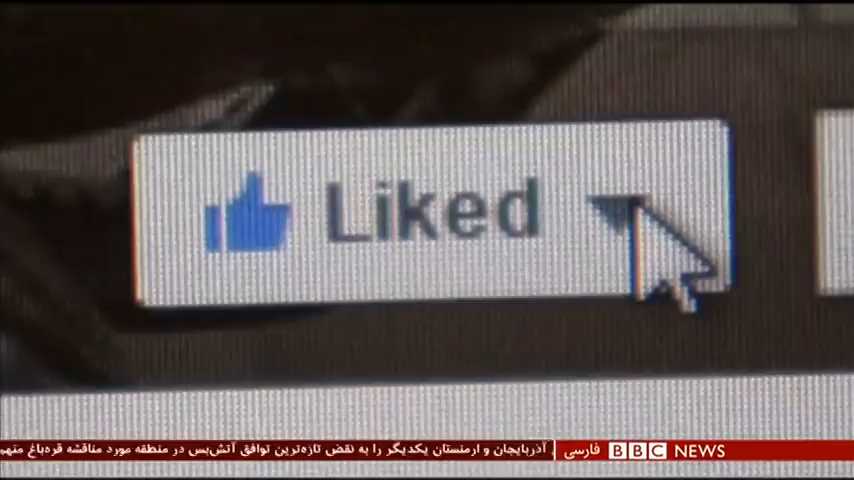 Liked
آذربایجان و ارمنستان یکدیگر را به نقض تازه‌ترین توافق آتش‌بس در منطقه مورد مناقشه قره‌باغ متهم
BBC NEWS فارسی